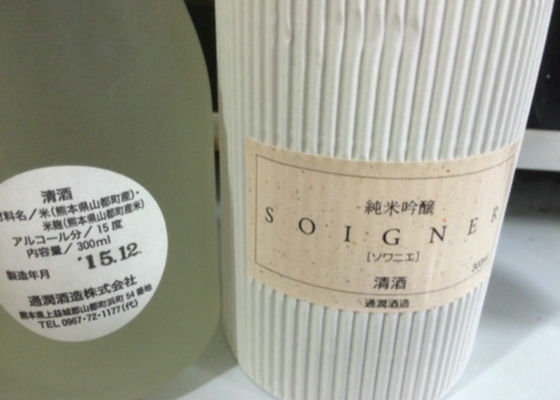 清酒
材料名／米(熊本県山都町産)・
米麹(熊本県山都町産米)
アルコール分／15度
内容量／300ml
製造年月 '15.12.
通潤酒造株式会社
熊本県上益城郡山都町浜町54番地
TEL 0967-72-1177(代)
純米吟醸
SOIGNER
[ソワニエ]
300ml
清酒
通潤酒造